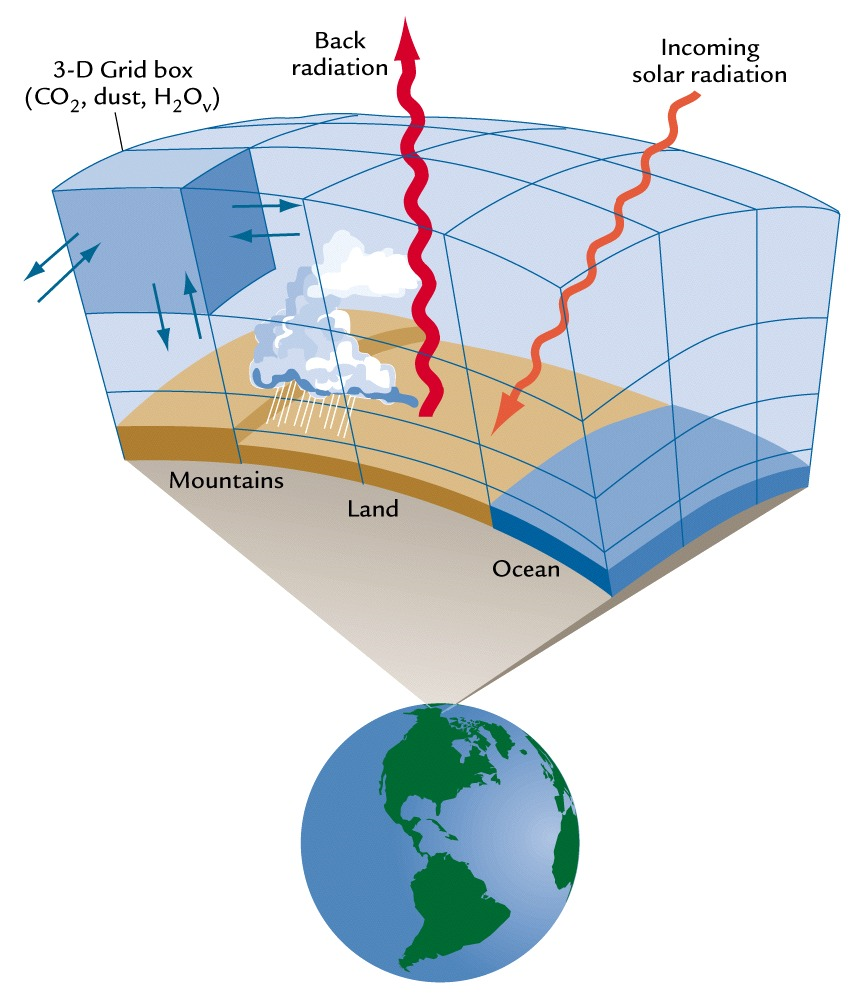 Back
radiation
Incoming
solar radiation
3-D Grid box
(CO₂, dust, H₂Oᵥ)
Mountains
Land
Ocean